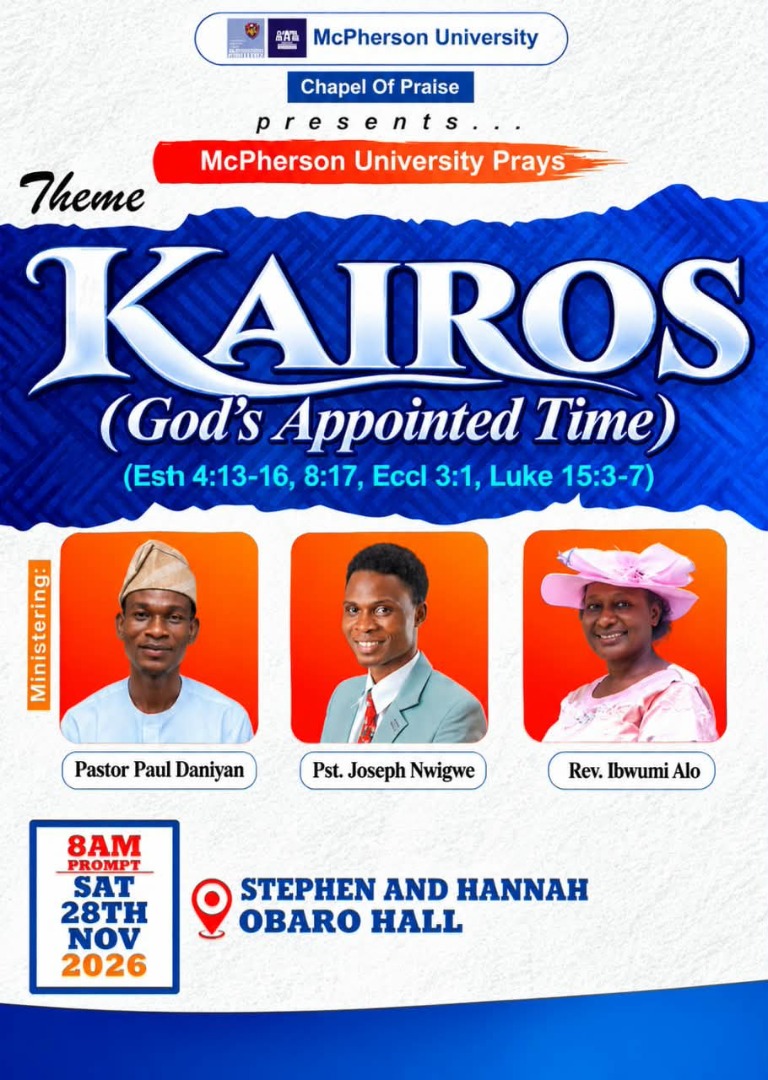 McPherson University
Chapel Of Praise
presents...
McPherson University Prays
Theme
KAIROS
(God's Appointed Time)
(Esth 4:13-16, 8:17, Eccl 3:1, Luke 15:3-7)
Ministering:
Pastor Paul Daniyan
Pst. Joseph Nwigwe
Rev. Ibwumi Alo
8AM
PROMPT
SAT
28TH
NOV
2026
STEPHEN AND HANNAH
OBARO HALL